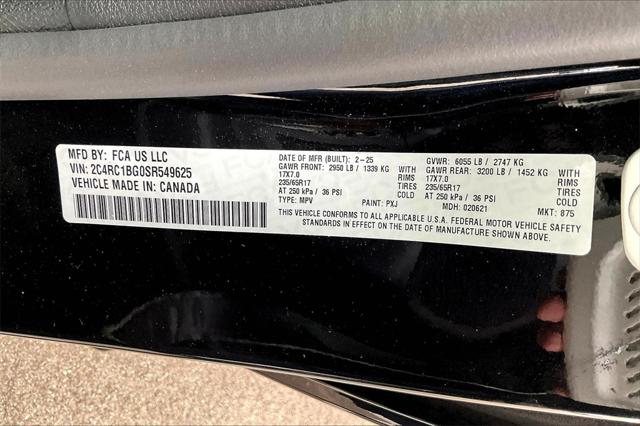 MFD BY: FCA US LLC
VIN: 2C4RC1BG0SR549625
VEHICLE MADE IN: CANADA
DATE OF MFR (BUILT): 2-25
GAWR FRONT: 2950 LB / 1339 KG WITH
17X7.0 RIMS
235/65R17 TIRES
AT 250 kPa / 36 PSI COLD
TYPE: MPV PAINT: PXJ
GVWR: 6055 LB / 2747 KG
GAWR REAR: 3200 LB / 1452 KG WITH
17X7.0 RIMS
235/65R17 TIRES
AT 250 kPa / 36 PSI COLD
MDH: 020621 MKT: 875
THIS VEHICLE CONFORMS TO ALL APPLICABLE U.S.A. FEDERAL MOTOR VEHICLE SAFETY
STANDARDS IN EFFECT ON THE DATE OF MANUFACTURE SHOWN ABOVE.